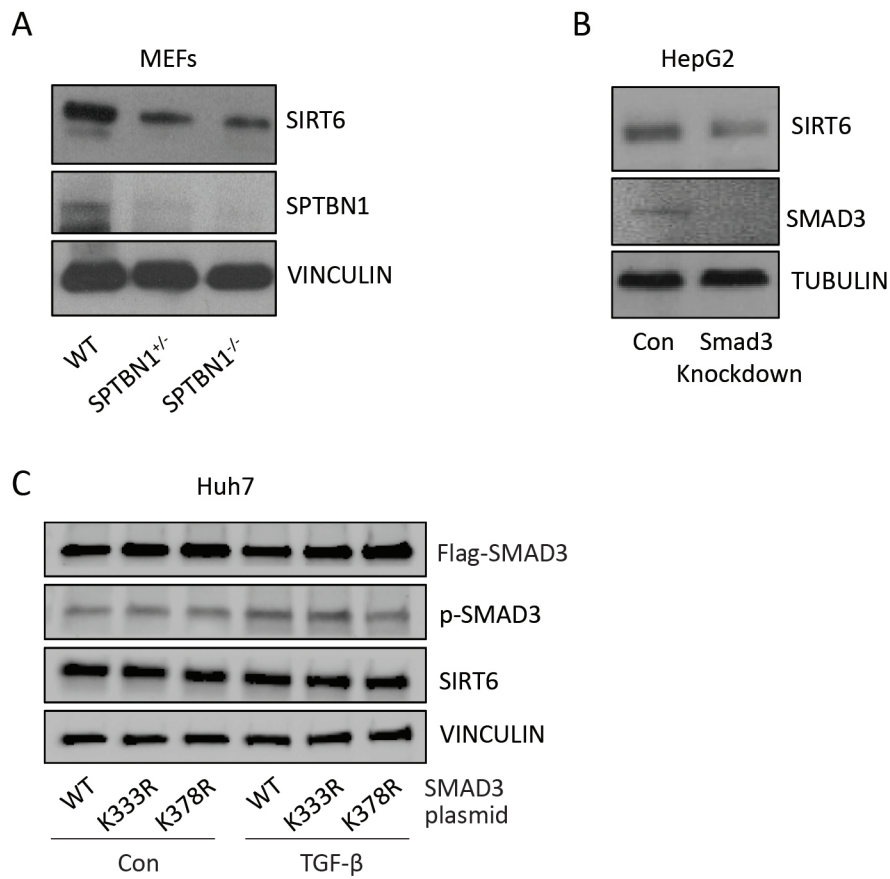 A
MEFs
SIRT6
SPTBN1
VINCULIN
WT
SPTBN1+/-
SPTBN1-/-
B
HepG2
SIRT6
SMAD3
TUBULIN
Con Smad3
Knockdown
C
Huh7
Flag-SMAD3
p-SMAD3
SIRT6
VINCULIN
WT K333R K378R WT K333R K378R SMAD3
plasmid
Con TGF-β